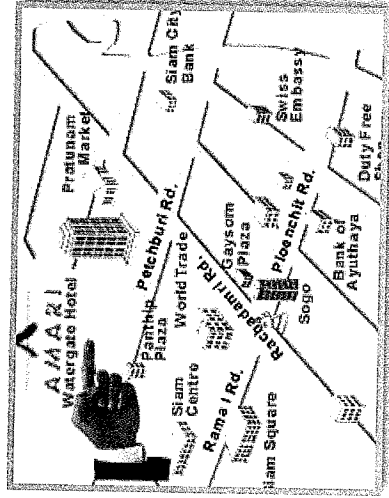 AMARI
Watergate Hotel
Pratunam
Market
Siam City
Bank
Petchburi Rd.
Panthip
Plaza
World Trade
Swiss
Embassy
Siam
Centre
Rachadamri Rd.
Gaysorn
Plaza
Ploenchit Rd.
Duty Free
Rama I Rd.
Sogo
Bank of
Ayuthaya
iam Square